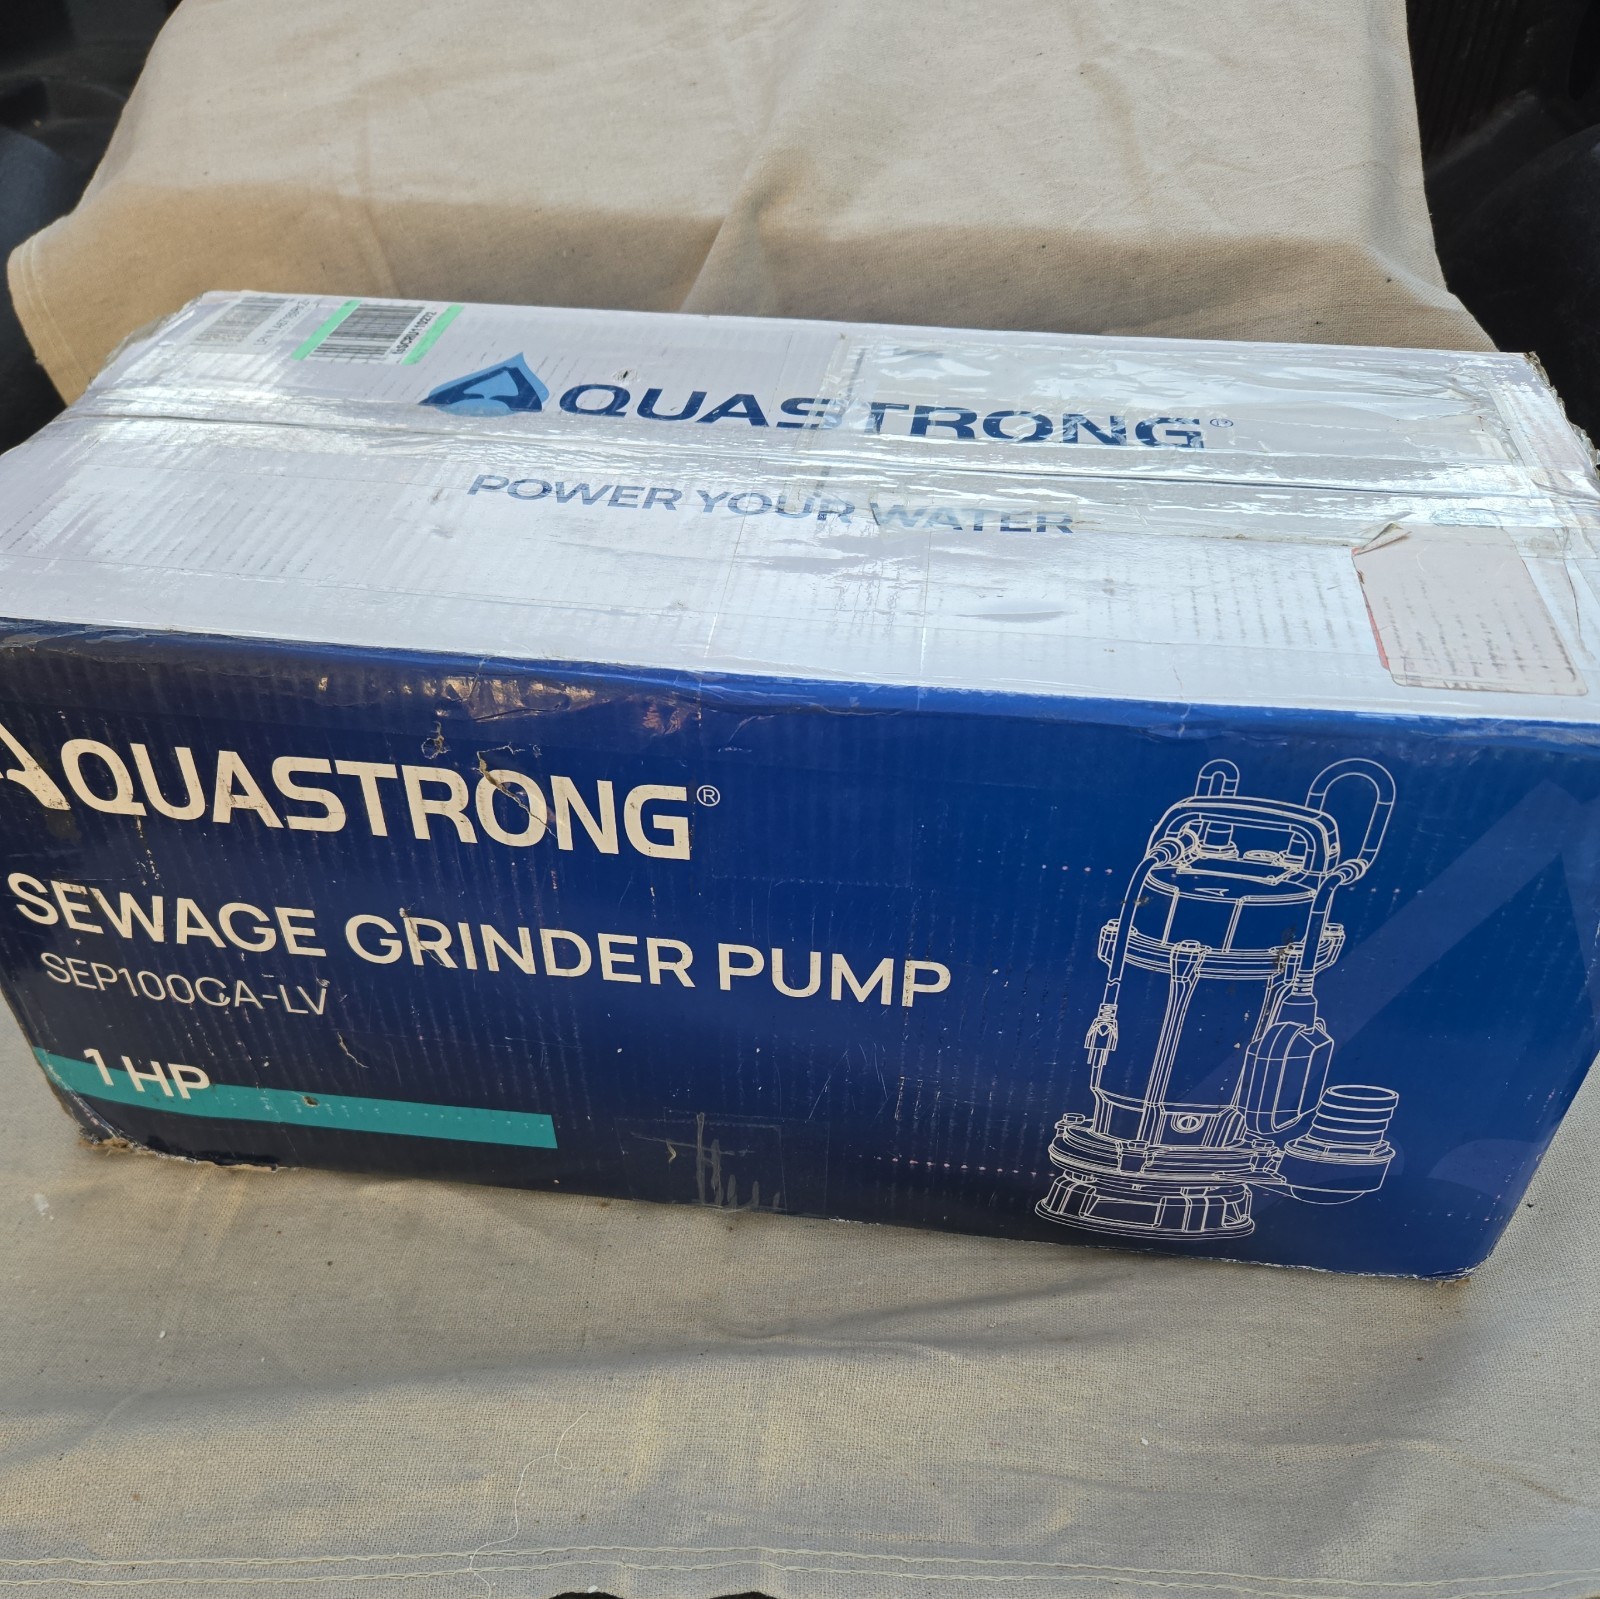 AQUASTRONG®
POWER YOUR WATER
AQUASTRONG®
SEWAGE GRINDER PUMP
SEP100CA-LV
1 HP